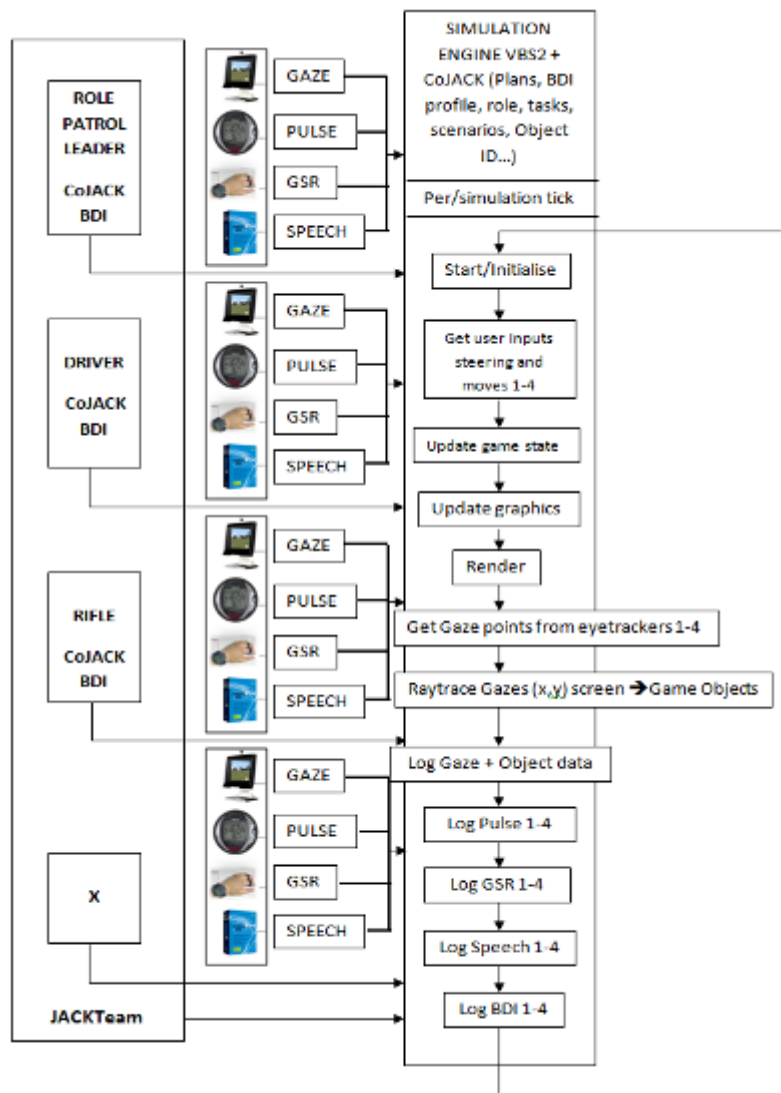 ROLE
PATROL
LEADER
CoJACK
BDI
DRIVER
CoJACK
BDI
RIFLE
CoJACK
BDI
X
JACKTeam
GAZE
PULSE
GSR
SPEECH
GAZE
PULSE
GSR
SPEECH
GAZE
PULSE
GSR
SPEECH
GAZE
PULSE
GSR
SPEECH
SIMULATION
ENGINE VBS2 +
CoJACK (Plans, BDI
profile, role, tasks,
scenarios, Object
ID...)
Per/simulation tick
Start/Initialise
Get user Inputs
steering and
moves 1-4
Update game state
Update graphics
Render
Get Gaze points from eyetrackers 1-4
Raytrace Gazes (x,y) screen ➔Game Objects
Log Gaze + Object data
Log Pulse 1-4
Log GSR 1-4
Log Speech 1-4
Log BDI 1-4